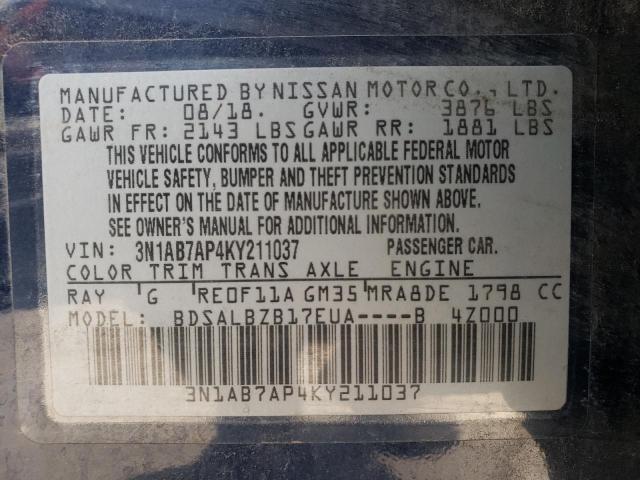 MANUFACTURED BY NISSAN MOTOR CO., LTD.
DATE: 08/18. GVWR: 3876 LBS
GAWR FR: 2143 LBS GAWR RR: 1881 LBS
THIS VEHICLE CONFORMS TO ALL APPLICABLE FEDERAL MOTOR
VEHICLE SAFETY, BUMPER AND THEFT PREVENTION STANDARDS
IN EFFECT ON THE DATE OF MANUFACTURE SHOWN ABOVE.
SEE OWNER'S MANUAL FOR ADDITIONAL INFORMATION.
VIN: 3N1AB7AP4KY211037 PASSENGER CAR.
COLOR TRIM TRANS AXLE ENGINE
RAY G RE0F11A GM35 MRA8DE 1798 CC
MODEL: BDSALBZB17EUA----B 4Z000
3N1AB7AP4KY211037